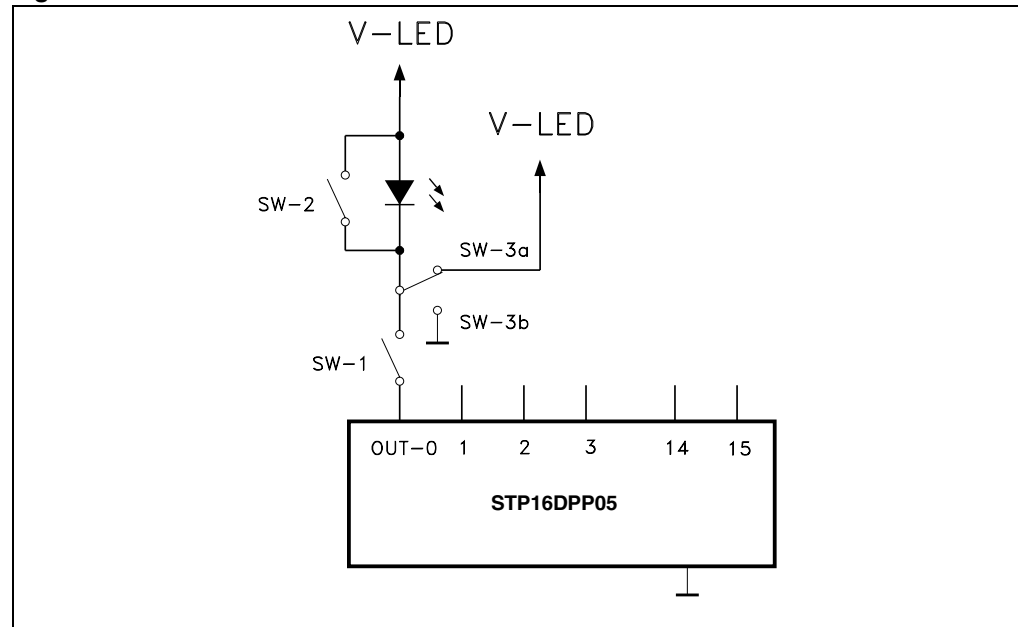 V-LED
V-LED
SW-2
SW-3a
SW-3b
SW-1
OUT-0 1 2 3 14 15
STP16DPP05